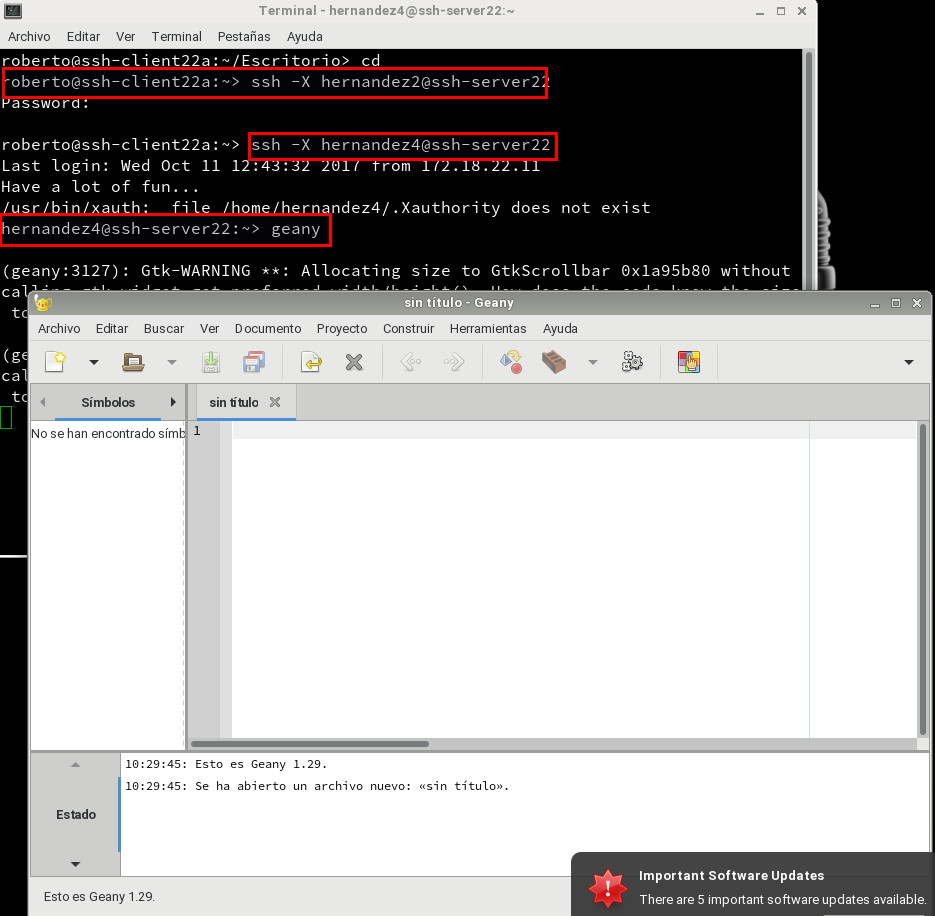 Terminal - hernandez4@ssh-server22:~
Archivo Editar Ver Terminal Pestañas Ayuda
roberto@ssh-client22a:~/Escritorio> cd
roberto@ssh-client22a:~> ssh -X hernandez2@ssh-server22
Password:
roberto@ssh-client22a:~> ssh -X hernandez4@ssh-server22
Last login: Wed Oct 11 12:43:32 2017 from 172.18.22.11
Have a lot of fun...
/usr/bin/xauth:  file /home/hernandez4/.Xauthority does not exist
hernandez4@ssh-server22:~> geany
(geany:3127): Gtk-WARNING **: Allocating size to GtkScrollbar 0x1a95b80 without
sin título - Geany
Archivo Editar Buscar Ver Documento Proyecto Construir Herramientas Ayuda
Símbolos
sin título
No se han encontrado símb
1
10:29:45: Esto es Geany 1.29.
10:29:45: Se ha abierto un archivo nuevo: «sin título».
Estado
Esto es Geany 1.29.
Important Software Updates
There are 5 important software updates available.